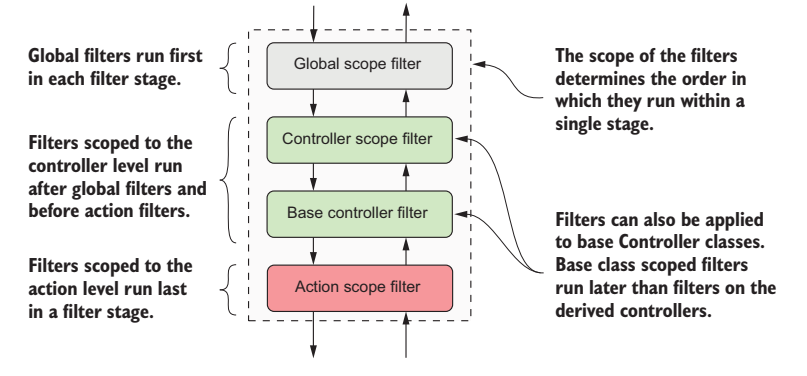 Global filters run first
in each filter stage.
Filters scoped to the
controller level run
after global filters and
before action filters.
Filters scoped to the
action level run last
in a filter stage.
Global scope filter
Controller scope filter
Base controller filter
Action scope filter
The scope of the filters
determines the order in
which they run within a
single stage.
Filters can also be applied
to base Controller classes.
Base class scoped filters
run later than filters on the
derived controllers.